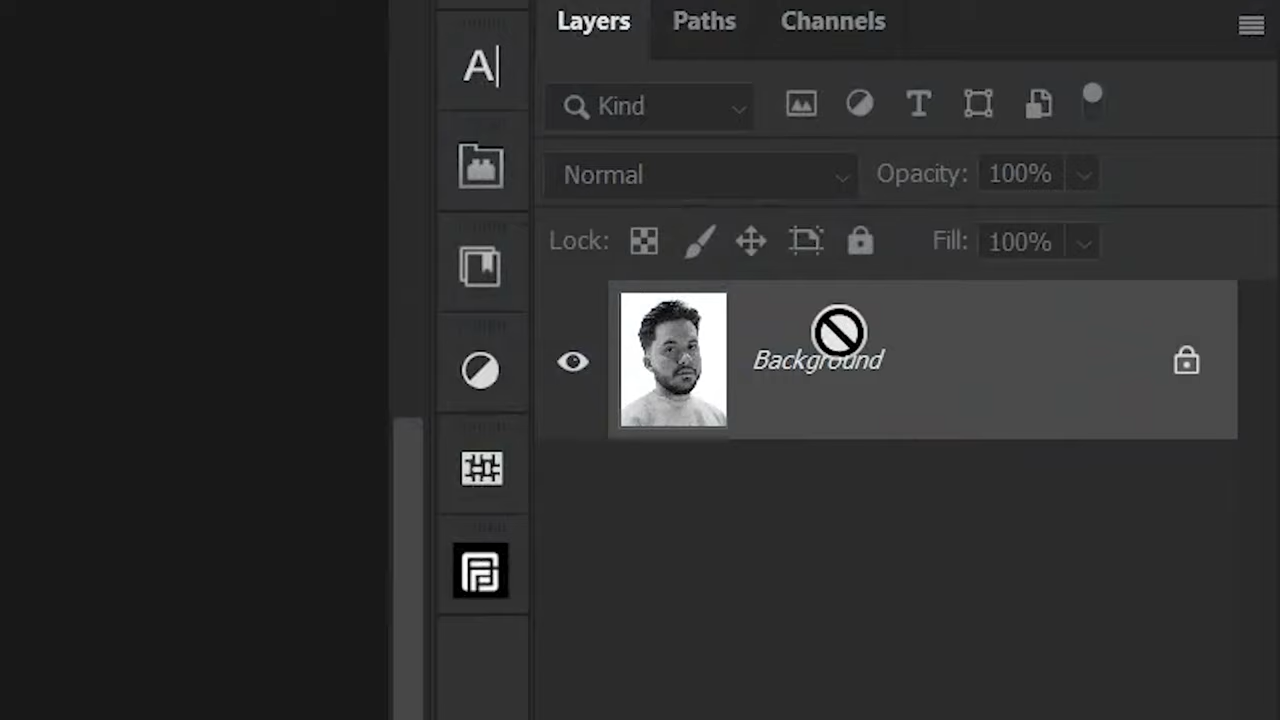 Layers Paths Channels
A
Kind T
Normal Opacity: 100%
Lock: Fill: 100%
Background